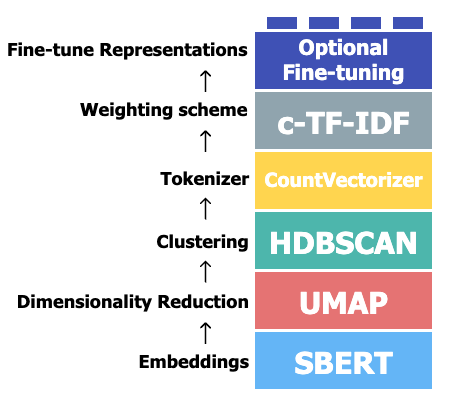 Fine-tune Representations
Optional
Fine-tuning
Weighting scheme
c-TF-IDF
Tokenizer
CountVectorizer
Clustering
HDBSCAN
Dimensionality Reduction
UMAP
Embeddings
SBERT